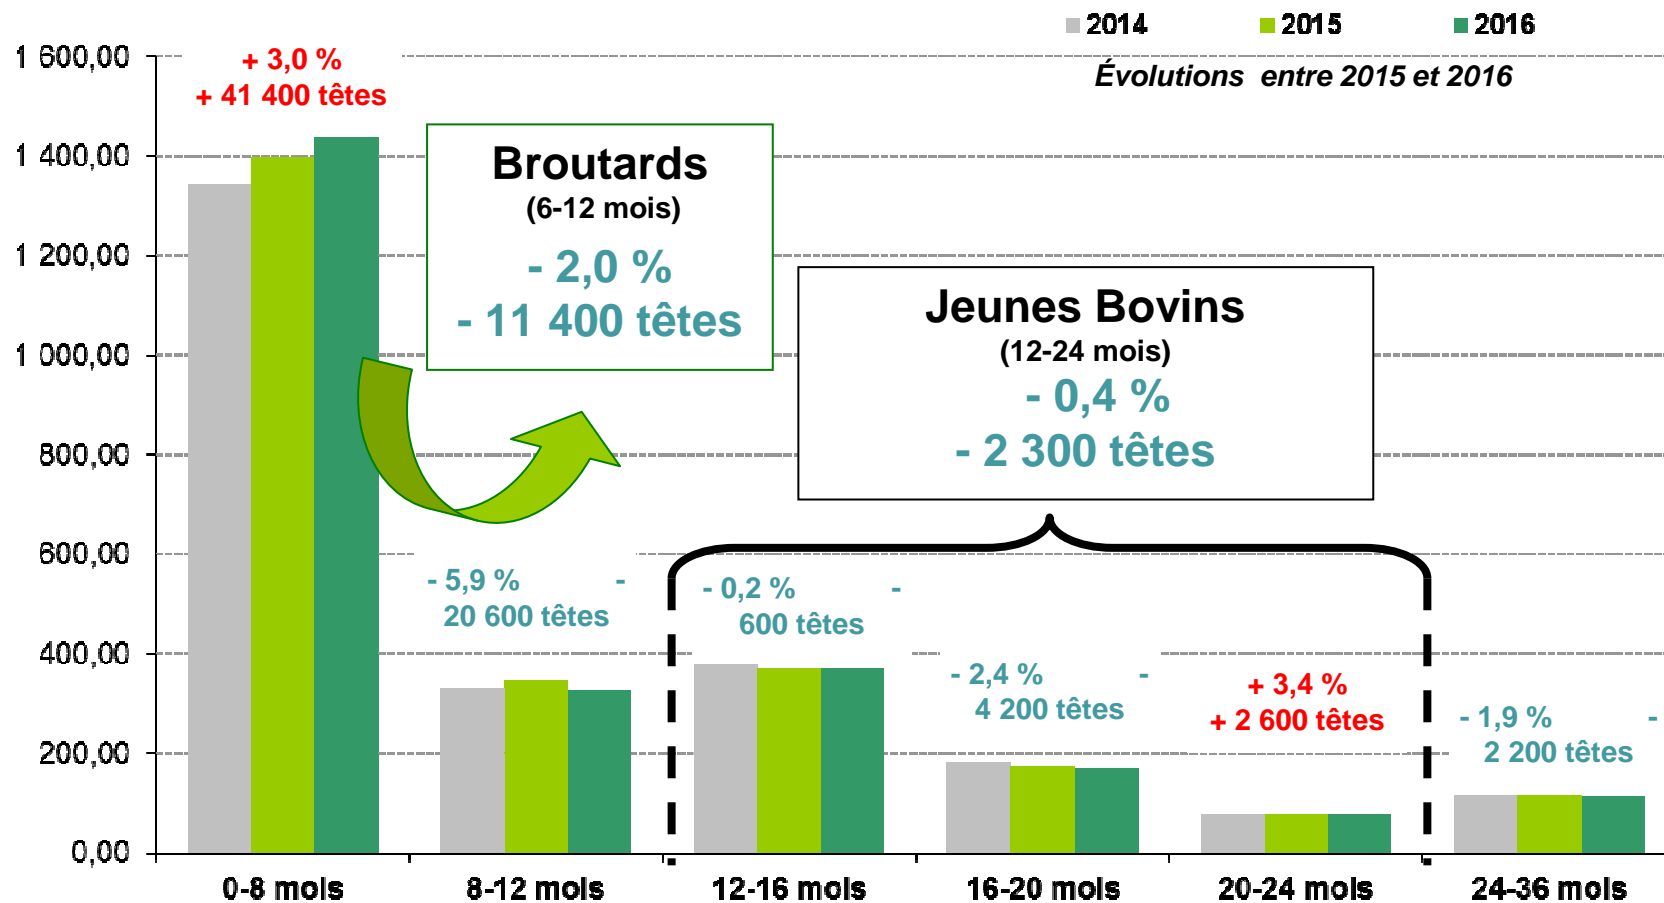 2014 2015 2016
Évolutions entre 2015 et 2016
1 600,00
1 400,00
1 200,00
1 000,00
800,00
600,00
400,00
200,00
0,00
+ 3,0 %
+ 41 400 têtes
Broutards
(6-12 mois)
- 2,0 %
- 11 400 têtes
Jeunes Bovins
(12-24 mois)
- 0,4 %
- 2 300 têtes
- 5,9 % -
20 600 têtes
- 0,2 % -
600 têtes
- 2,4 % -
4 200 têtes
+ 3,4 %
+ 2 600 têtes
- 1,9 % -
2 200 têtes
0-8 mois 8-12 mois 12-16 mois 16-20 mois 20-24 mois 24-36 mois